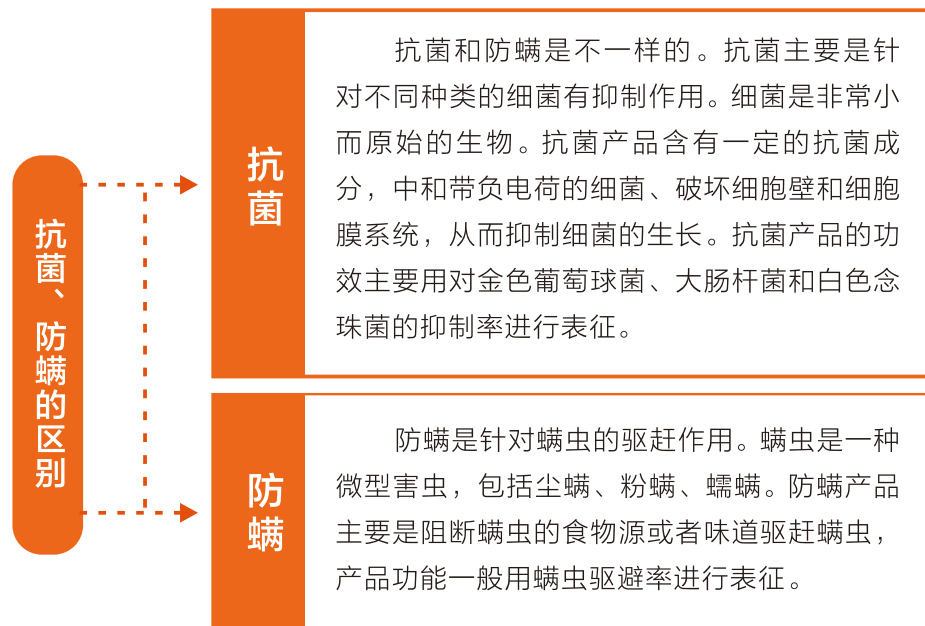 抗菌、防螨的区别
抗菌
抗菌和防螨是不一样的。抗菌主要是针
对不同种类的细菌有抑制作用。细菌是非常小
而原始的生物。抗菌产品含有一定的抗菌成
分，中和带负电荷的细菌、破坏细胞壁和细胞
膜系统，从而抑制细菌的生长。抗菌产品的功
效主要用对金色葡萄球菌、大肠杆菌和白色念
珠菌的抑制率进行表征。
防螨
防螨是针对螨虫的驱赶作用。螨虫是一种
微型害虫，包括尘螨、粉螨、蠕螨。防螨产品
主要是阻断螨虫的食物源或者味道驱赶螨虫，
产品功能一般用螨虫驱避率进行表征。